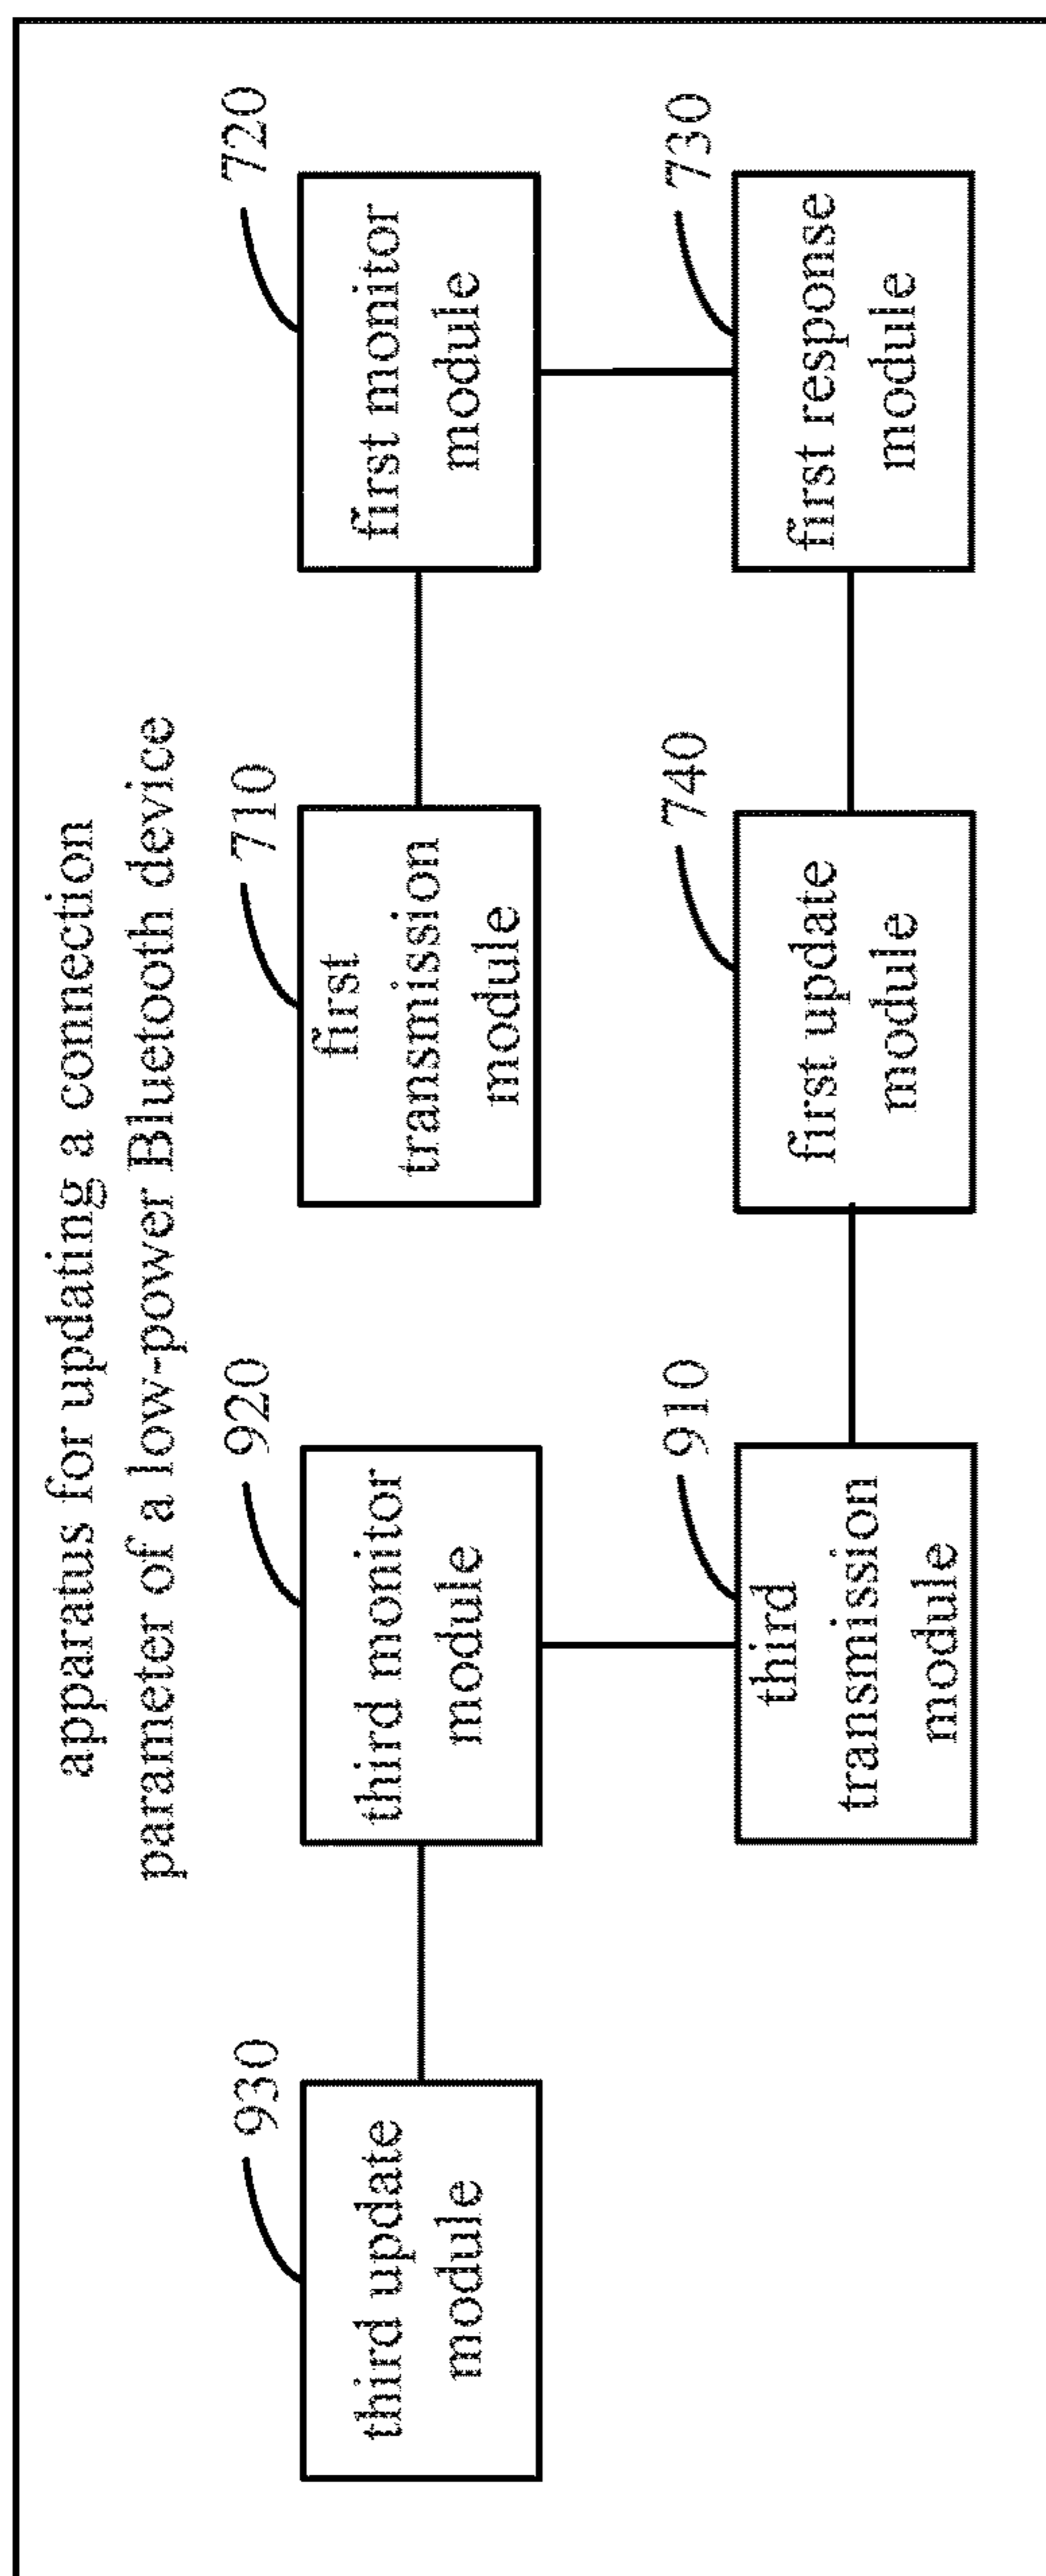 apparatus for updating a connection
parameter of a low-power Bluetooth device
930
third update
module
920
third monitor
module
710
first
transmission
module
720
first monitor
module
910
third
transmission
module
740
first update
module
730
first response
module